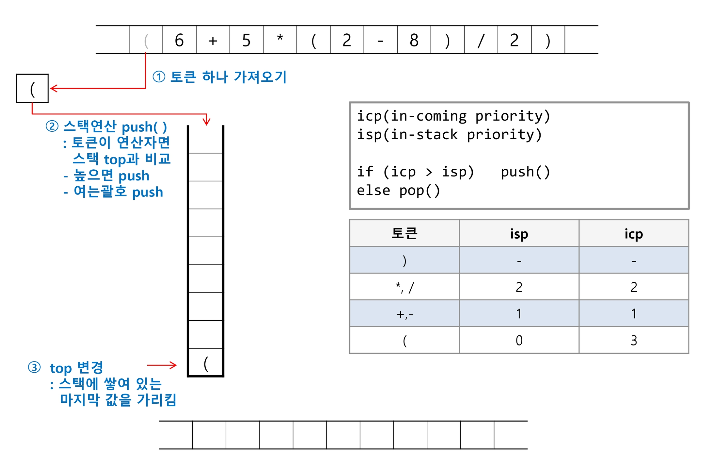 ( 6 + 5 * ( 2 - 8 ) / 2 )
① 토큰 하나 가져오기
(
② 스택연산 push( )
: 토큰이 연산자면
스택 top과 비교
- 높으면 push
- 여는괄호 push
icp(in-coming priority)
isp(in-stack priority)
if (icp > isp) push()
else pop()
토큰 isp icp
) - -
*, / 2 2
+,- 1 1
( 0 3
(
③ top 변경
: 스택에 쌓여 있는
마지막 값을 가리킴